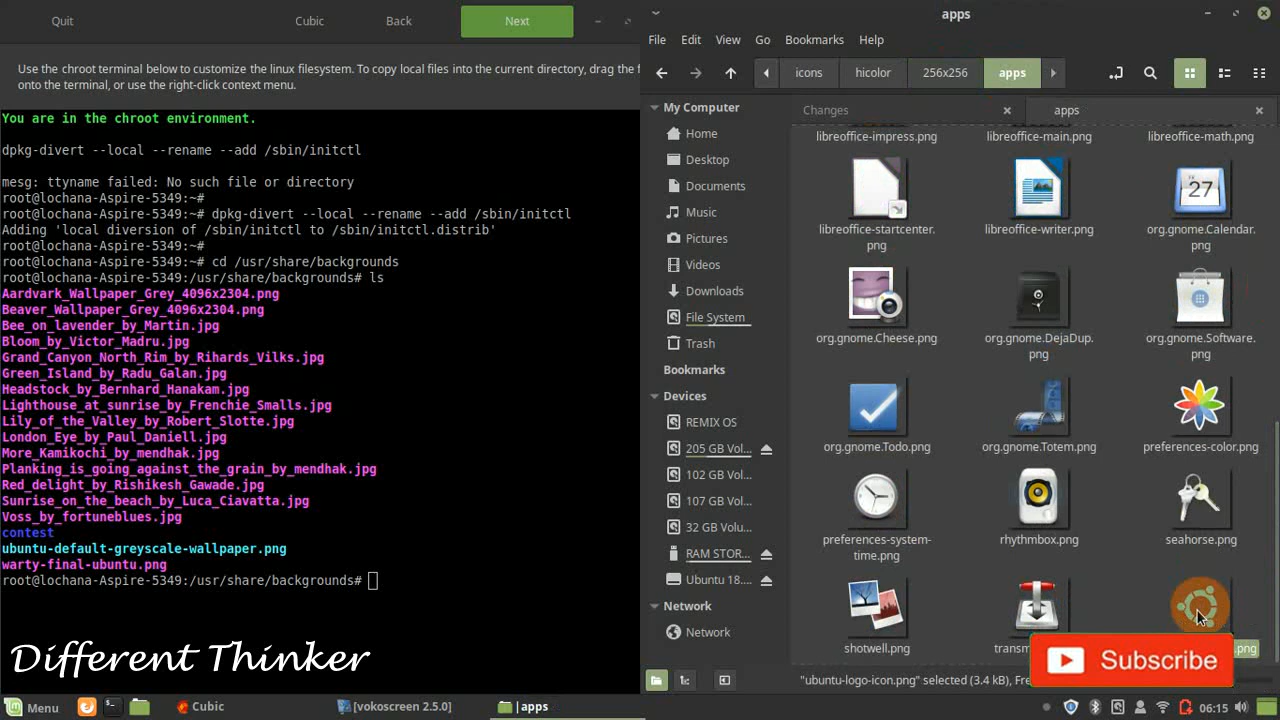 Quit
Cubic
Back
Next
Use the chroot terminal below to customize the linux filesystem. To copy local files into the current directory, drag the f
onto the terminal, or use the right-click context menu.
You are in the chroot environment.
dpkg-divert --local --rename --add /sbin/initctl
mesg: ttyname failed: No such file or directory
root@lochana-Aspire-5349:~#
root@lochana-Aspire-5349:~# dpkg-divert --local --rename --add /sbin/initctl
Adding 'local diversion of /sbin/initctl to /sbin/initctl.distrib'
root@lochana-Aspire-5349:~#
root@lochana-Aspire-5349:~# cd /usr/share/backgrounds
root@lochana-Aspire-5349:/usr/share/backgrounds# ls
Aardvark_Wallpaper_Grey_4096x2304.png
Beaver_Wallpaper_Grey_4096x2304.png
Bee_on_lavender_by_Martin.jpg
Bloom_by_Victor_Madru.jpg
Grand_Canyon_North_Rim_by_Rihards_Vilks.jpg
Green_Island_by_Radu_Galan.jpg
Headstock_by_Bernhard_Hanakam.jpg
Lighthouse_at_sunrise_by_Frenchie_Smalls.jpg
Lily_of_the_Valley_by_Robert_Slotte.jpg
London_Eye_by_Paul_Daniell.jpg
More_Kamikochi_by_mendhak.jpg
Planking_is_going_against_the_grain_by_mendhak.jpg
Red_delight_by_Rishikesh_Gawade.jpg
Sunrise_on_the_beach_by_Luca_Ciavatta.jpg
Voss_by_fortuneblues.jpg
contest
ubuntu-default-greyscale-wallpaper.png
warty-final-ubuntu.png
root@lochana-Aspire-5349:/usr/share/backgrounds#
Different Thinker
apps
File Edit View Go Bookmarks Help
icons hicolor 256x256 apps
Changes apps
My Computer
Home
Desktop
Documents
Music
Pictures
Videos
Downloads
File System
Trash
Bookmarks
Devices
REMIX OS
205 GB Vol...
102 GB Vol...
107 GB Vol...
32 GB Volu...
RAM STOR...
Ubuntu 18....
Network
Network
libreoffice-impress.png
libreoffice-main.png
libreoffice-math.png
libreoffice-startcenter.
png
libreoffice-writer.png
27
org.gnome.Calendar.
png
org.gnome.Cheese.png
org.gnome.DejaDup.
png
org.gnome.Software.
png
org.gnome.Todo.png
org.gnome.Totem.png
preferences-color.png
preferences-system-
time.png
rhythmbox.png
seahorse.png
shotwell.png
transm
.png
Subscribe
"ubuntu-logo-icon.png" selected (3.4 kB), Fre
Menu
Cubic
[vokoscreen 2.5.0]
apps
06:15